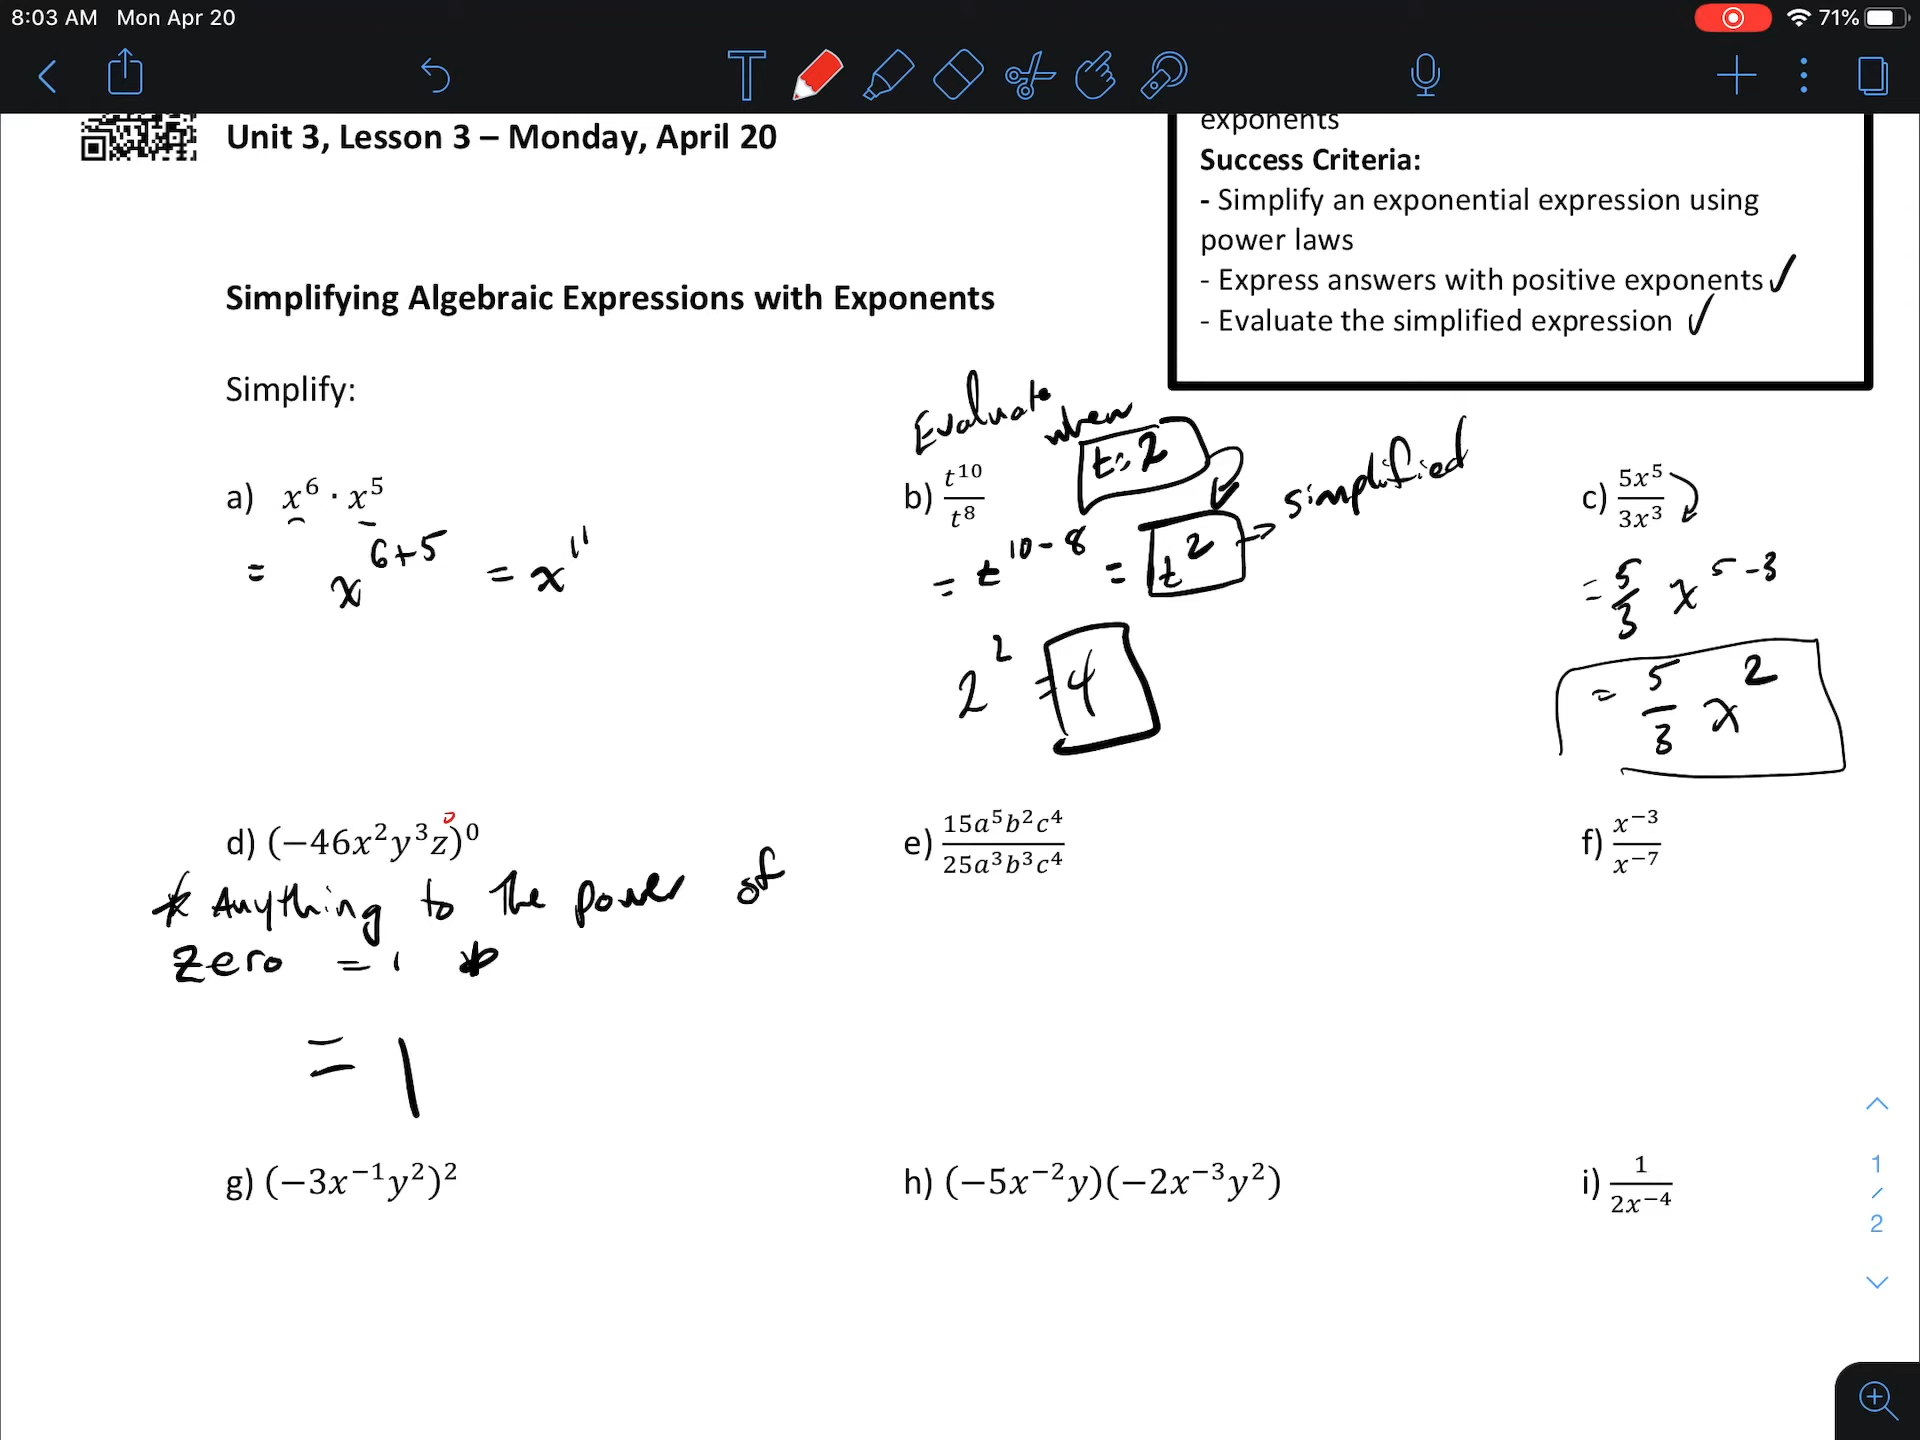 8:03 AM Mon Apr 20
71%
Unit 3, Lesson 3 – Monday, April 20
exponents
Success Criteria:
- Simplify an exponential expression using
power laws
- Express answers with positive exponents ✓
- Evaluate the simplified expression ✓
Simplifying Algebraic Expressions with Exponents
Simplify:
a) x⁶ · x⁵
= x⁶⁺⁵ = x¹¹
Evaluate when
t=2
b) t¹⁰/t⁸
= t¹⁰⁻⁸ = t² → simplified
2² = 4
c) 5x⁵/3x³
= 5/3 x⁵⁻³
= 5/3 x²
d) (−46x²y³z)⁰
0
* Anything to the power of
zero = 1 *
= 1
e) 15a⁵b²c⁴/25a³b³c⁴
f) x⁻³/x⁻⁷
g) (−3x⁻¹y²)²
h) (−5x⁻²y)(−2x⁻³y²)
i) 1/2x⁻⁴
1
/
2